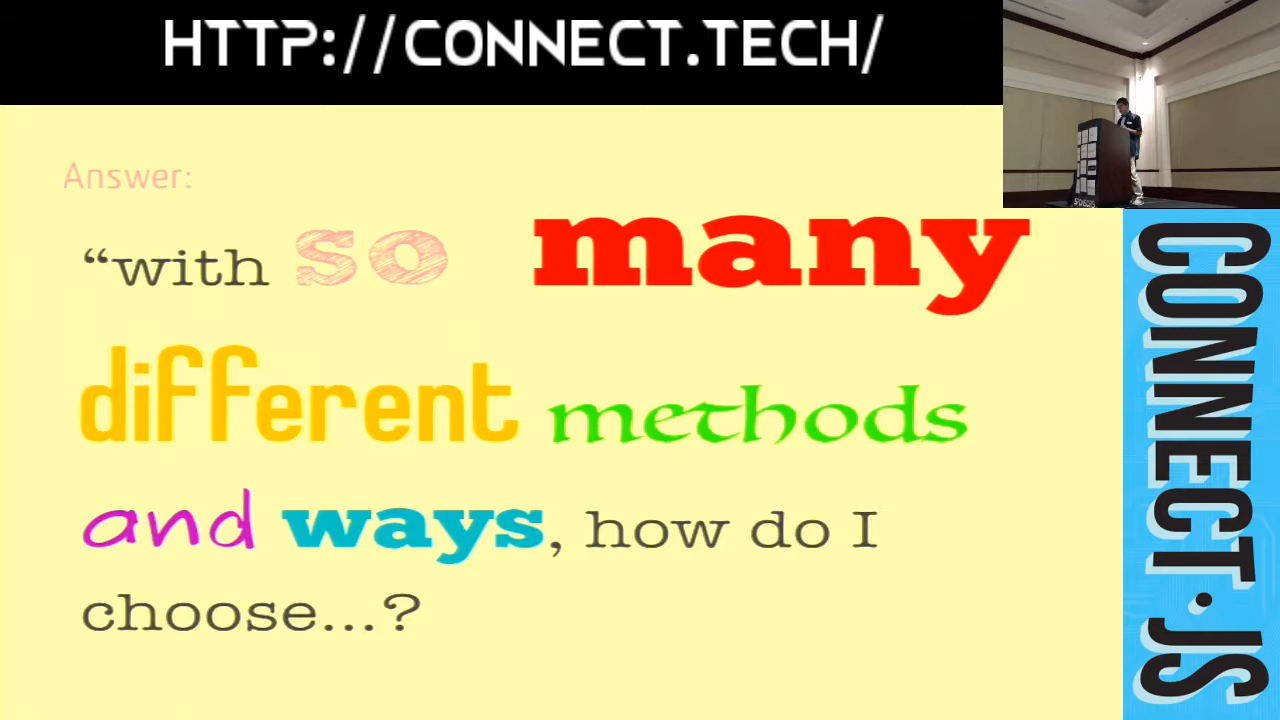 HTTP://CONNECT.TECH/
Answer:
“with so many
different methods
and ways, how do I
choose...?
CONNECT.JS